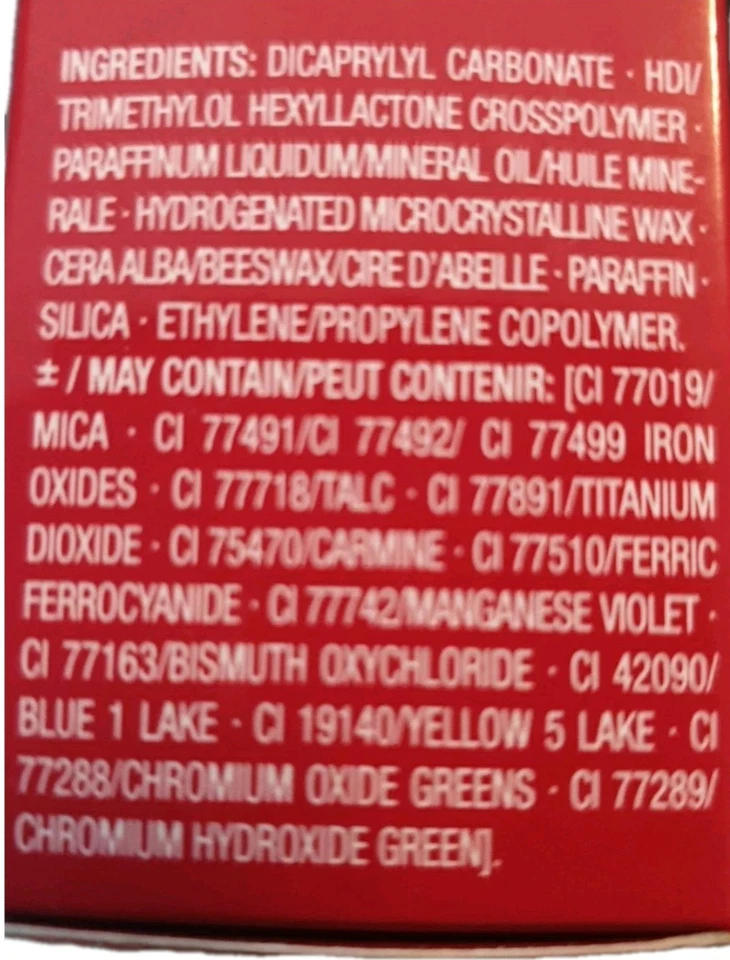 INGREDIENTS: DICAPRYLYL CARBONATE · HDI/
TRIMETHYLOL HEXYLLACTONE CROSSPOLYMER ·
PARAFFINUM LIQUIDUM/MINERAL OIL/HUILE MINE-
RALE · HYDROGENATED MICROCRYSTALLINE WAX ·
CERA ALBA/BEESWAX/CIRE D'ABEILLE · PARAFFIN ·
SILICA · ETHYLENE/PROPYLENE COPOLYMER.
± / MAY CONTAIN/PEUT CONTENIR: [CI 77019/
MICA · CI 77491/CI 77492/ CI 77499 IRON
OXIDES · CI 77718/TALC · CI 77891/TITANIUM
DIOXIDE · CI 75470/CARMINE · CI 77510/FERRIC
FERROCYANIDE · CI 77742/MANGANESE VIOLET ·
CI 77163/BISMUTH OXYCHLORIDE · CI 42090/
BLUE 1 LAKE · CI 19140/YELLOW 5 LAKE · CI
77288/CHROMIUM OXIDE GREENS · CI 77289/
CHROMIUM HYDROXIDE GREEN].